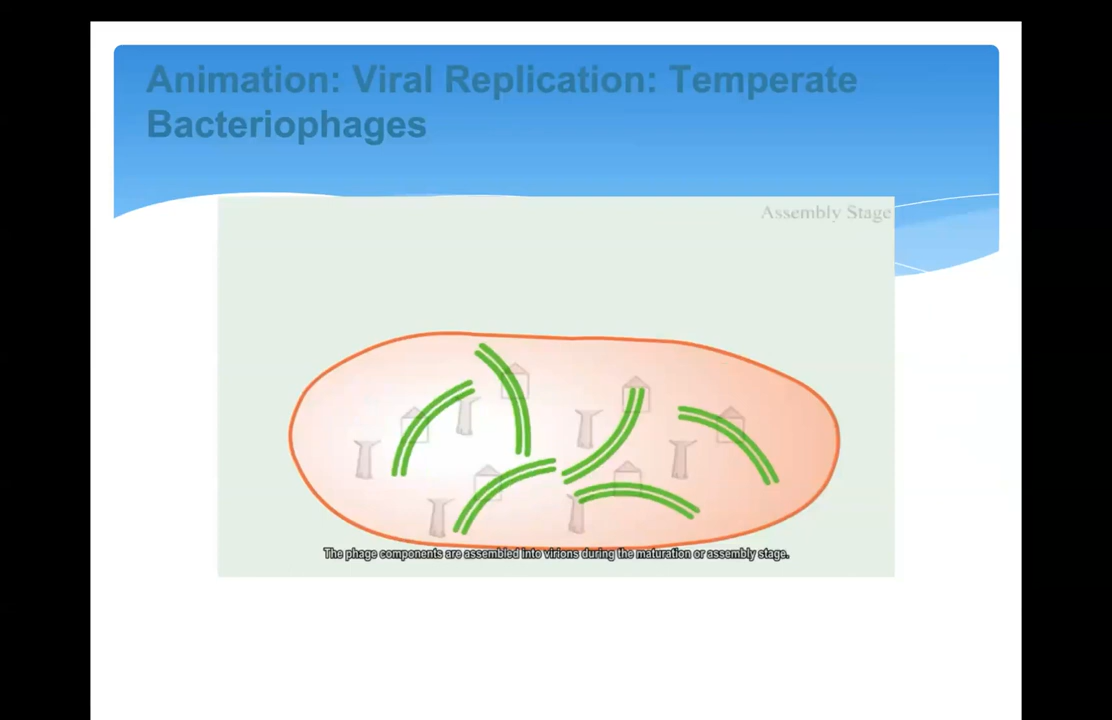 Animation: Viral Replication: Temperate
Bacteriophages
Assembly Stage
The phage components are assembled into virions during the maturation or assembly stage.